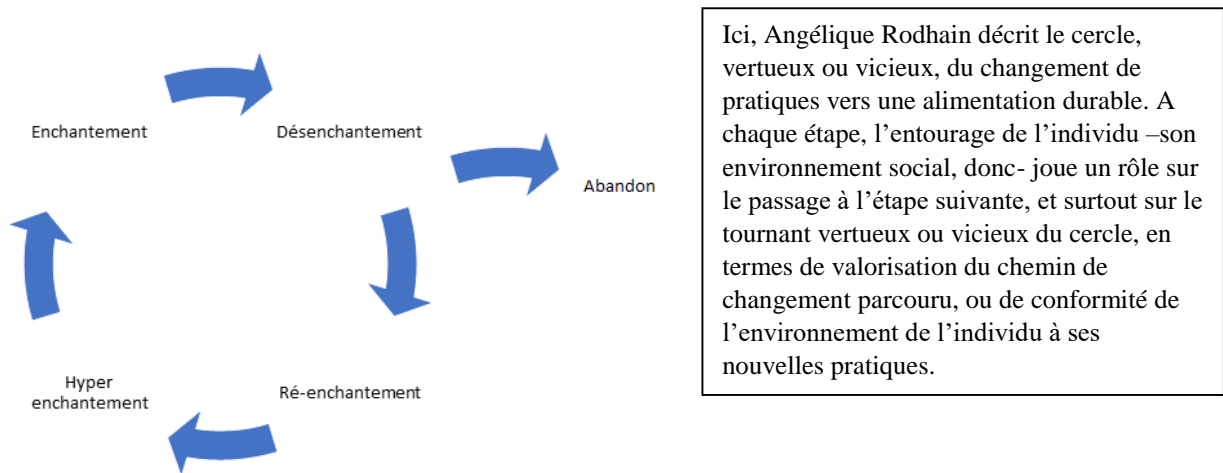 Enchantement
Désenchantement
Abandon
Hyper
enchantement
Ré-enchantement
Ici, Angélique Rodhain décrit le cercle,
vertueux ou vicieux, du changement de
pratiques vers une alimentation durable. A
chaque étape, l’entourage de l’individu –son
environnement social, donc- joue un rôle sur
le passage à l’étape suivante, et surtout sur le
tournant vertueux ou vicieux du cercle, en
termes de valorisation du chemin de
changement parcouru, ou de conformité de
l’environnement de l’individu à ses
nouvelles pratiques.